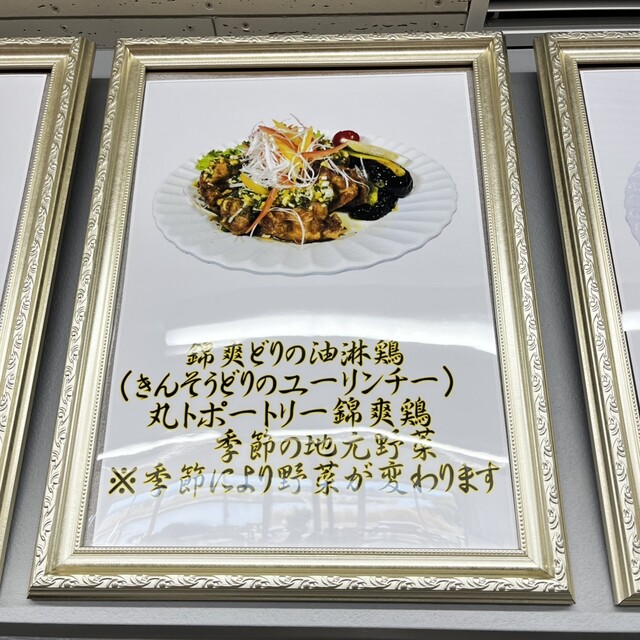 錦爽どりの油淋鶏
(きんそうどりのユーリンチー)
丸トポートリー錦爽鶏
季節の地元野菜
※季節により野菜が変わります